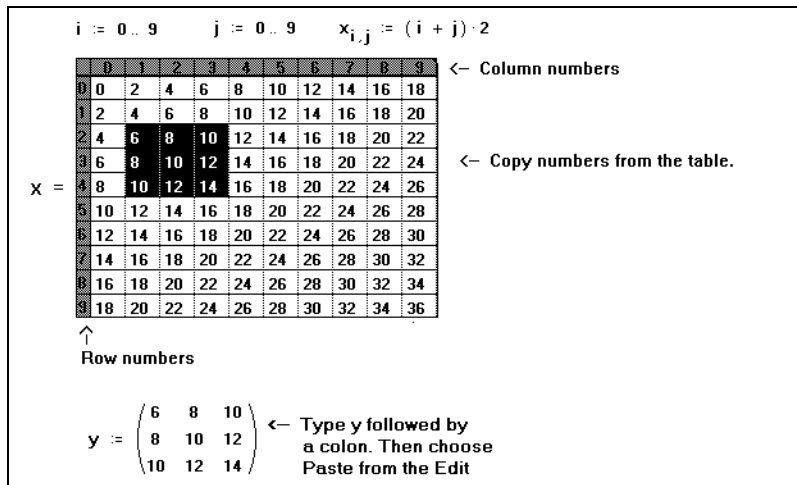 i := 0 .. 9 j := 0 .. 9 x i,j := (i + j)·2
0 1 2 3 4 5 6 7 8 9 <– Column numbers
0 0 2 4 6 8 10 12 14 16 18
1 2 4 6 8 10 12 14 16 18 20
2 4 6 8 10 12 14 16 18 20 22
3 6 8 10 12 14 16 18 20 22 24 <– Copy numbers from the table.
x = 4 8 10 12 14 16 18 20 22 24 26
5 10 12 14 16 18 20 22 24 26 28
6 12 14 16 18 20 22 24 26 28 30
7 14 16 18 20 22 24 26 28 30 32
8 16 18 20 22 24 26 28 30 32 34
9 18 20 22 24 26 28 30 32 34 36
Row numbers
6 8 10 <– Type y followed by
y := 8 10 12 a colon. Then choose
10 12 14 Paste from the Edit